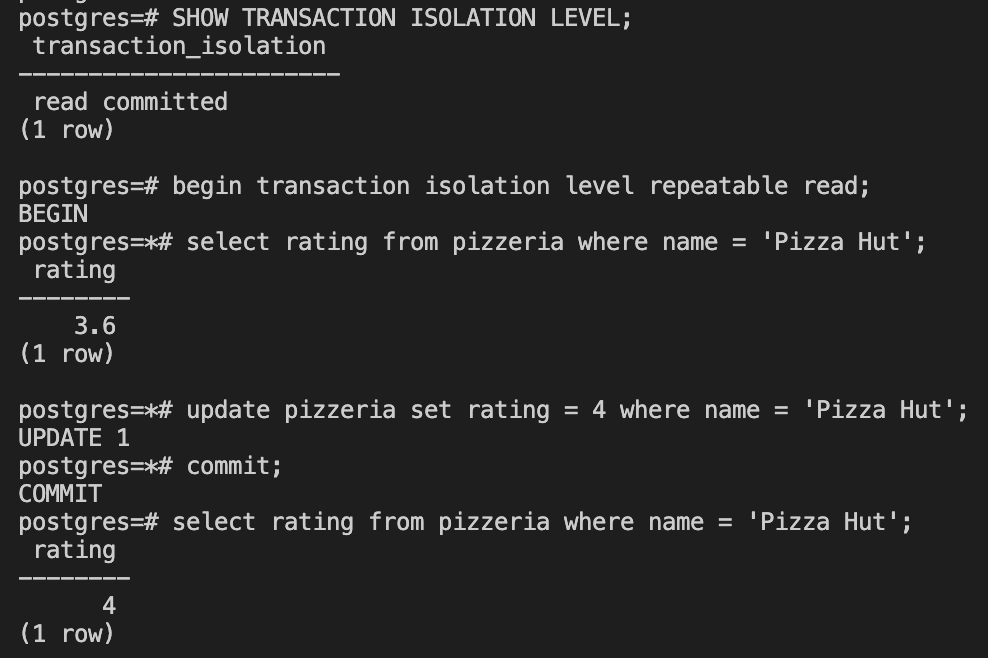 postgres=# SHOW TRANSACTION ISOLATION LEVEL;
 transaction_isolation
-----------------------
 read committed
(1 row)

postgres=# begin transaction isolation level repeatable read;
BEGIN
postgres=*# select rating from pizzeria where name = 'Pizza Hut';
 rating
--------
    3.6
(1 row)

postgres=*# update pizzeria set rating = 4 where name = 'Pizza Hut';
UPDATE 1
postgres=*# commit;
COMMIT
postgres=# select rating from pizzeria where name = 'Pizza Hut';
 rating
--------
      4
(1 row)